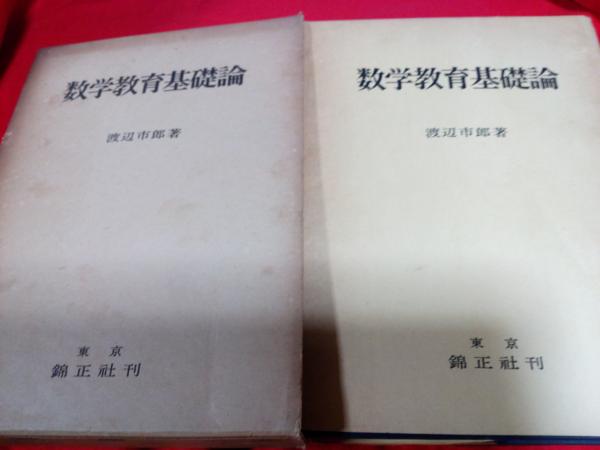 数学教育基礎論
渡辺市郎著
東京
錦正社刊
数学教育基礎論
渡辺市郎著
東京
錦正社刊